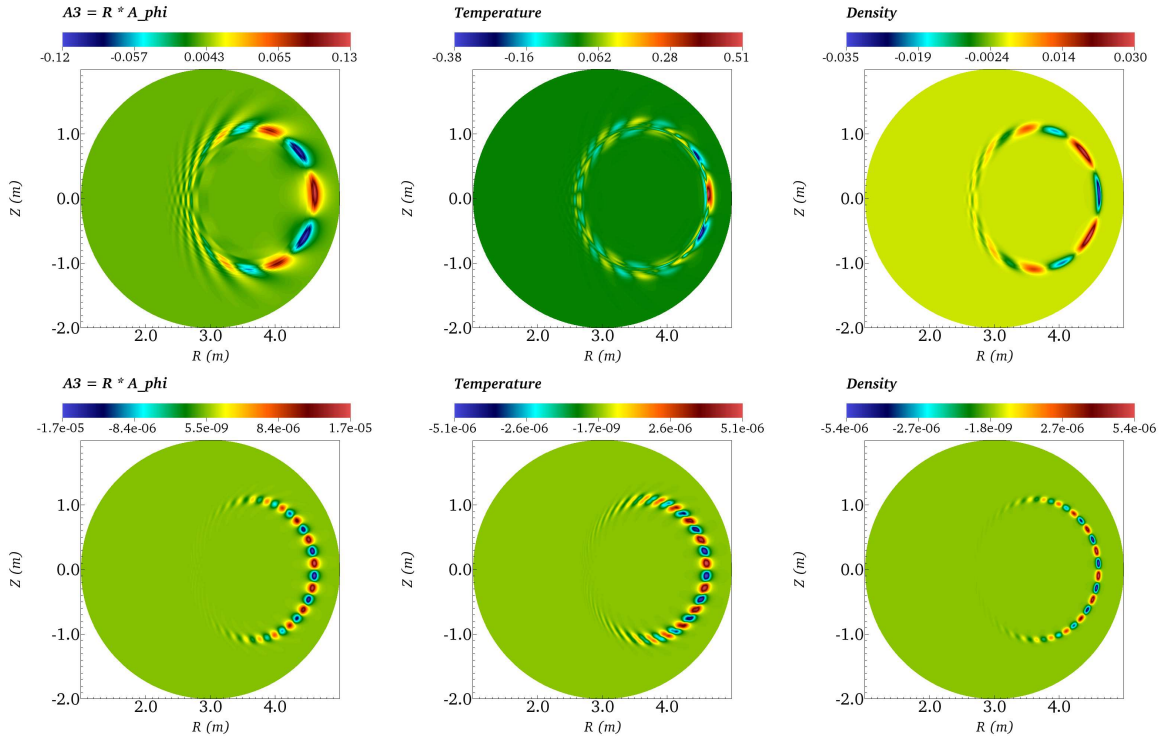 A3 = R * A_phi
-0.12 -0.057 0.0043 0.065 0.13
1.0
0.0
-1.0
-2.0
Z (m)
2.0 3.0 4.0
R (m)
Temperature
-0.38 -0.16 0.062 0.28 0.51
1.0
0.0
-1.0
-2.0
Z (m)
2.0 3.0 4.0
R (m)
Density
-0.035 -0.019 -0.0024 0.014 0.030
1.0
0.0
-1.0
-2.0
Z (m)
2.0 3.0 4.0
R (m)
A3 = R * A_phi
-1.7e-05 -8.4e-06 5.5e-09 8.4e-06 1.7e-05
1.0
0.0
-1.0
-2.0
Z (m)
2.0 3.0 4.0
R (m)
Temperature
-5.1e-06 -2.6e-06 -1.7e-09 2.6e-06 5.1e-06
1.0
0.0
-1.0
-2.0
Z (m)
2.0 3.0 4.0
R (m)
Density
-5.4e-06 -2.7e-06 -1.8e-09 2.7e-06 5.4e-06
1.0
0.0
-1.0
-2.0
Z (m)
2.0 3.0 4.0
R (m)